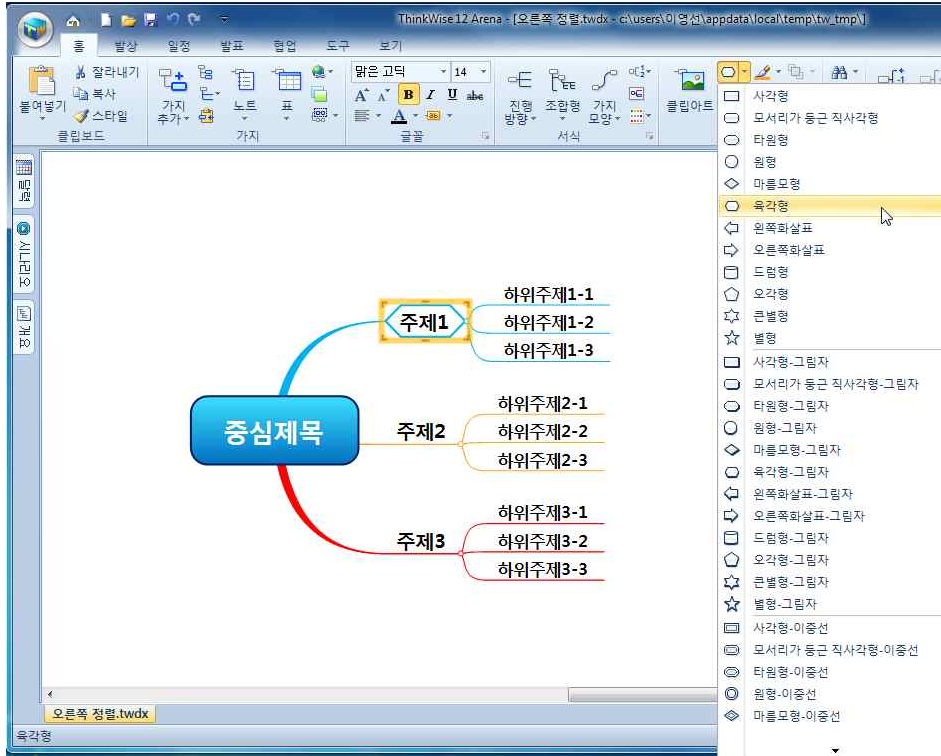 ThinkWise 12 Arena - [오른쪽 정렬.twdx - c:\users\이영선\appdata\local\temp\tw_tmp\]
홈 발상 일정 발표 협업 도구 보기
붙여넣기 잘라내기 복사 스타일
클립보드
가지 추가 노트 표
가지
맑은 고딕 14
B I U abc
A
글꼴
진행 방향 조합형 가지 모양
서식
클립아트
달력
시나리오
개요
중심제목
주제1
하위주제1-1
하위주제1-2
하위주제1-3
주제2
하위주제2-1
하위주제2-2
하위주제2-3
주제3
하위주제3-1
하위주제3-2
하위주제3-3
사각형
모서리가 둥근 직사각형
타원형
원형
마름모형
육각형
왼쪽화살표
오른쪽화살표
드럼형
오각형
큰별형
별형
사각형-그림자
모서리가 둥근 직사각형-그림자
타원형-그림자
원형-그림자
마름모형-그림자
육각형-그림자
왼쪽화살표-그림자
오른쪽화살표-그림자
드럼형-그림자
오각형-그림자
큰별형-그림자
별형-그림자
사각형-이중선
모서리가 둥근 직사각형-이중선
타원형-이중선
원형-이중선
마름모형-이중선
오른쪽 정렬.twdx
육각형